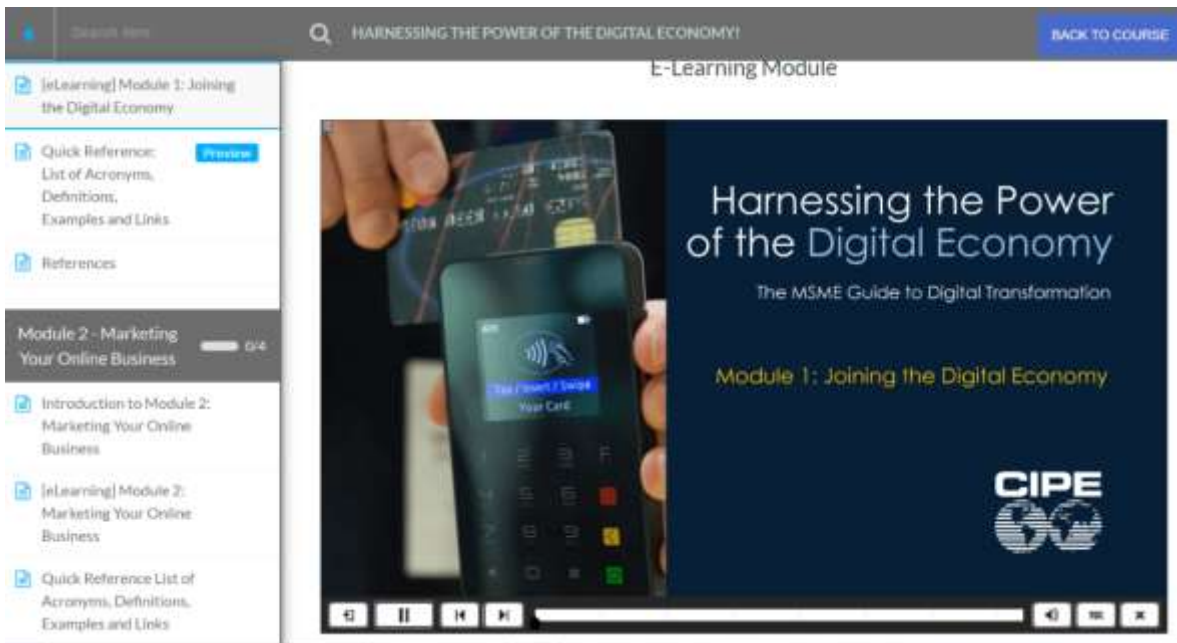 Search here
HARNESSING THE POWER OF THE DIGITAL ECONOMY!
BACK TO COURSE
[eLearning] Module 1: Joining
the Digital Economy
Quick Reference:
Preview
List of Acronyms,
Definitions,
Examples and Links
References
Module 2 - Marketing
Your Online Business
0/4
Introduction to Module 2:
Marketing Your Online
Business
[eLearning] Module 2:
Marketing Your Online
Business
Quick Reference List of
Acronyms, Definitions,
Examples and Links
E-Learning Module
Tap / Insert / Swipe
Your Card
Harnessing the Power
of the Digital Economy
The MSME Guide to Digital Transformation
Module 1: Joining the Digital Economy
CIPE